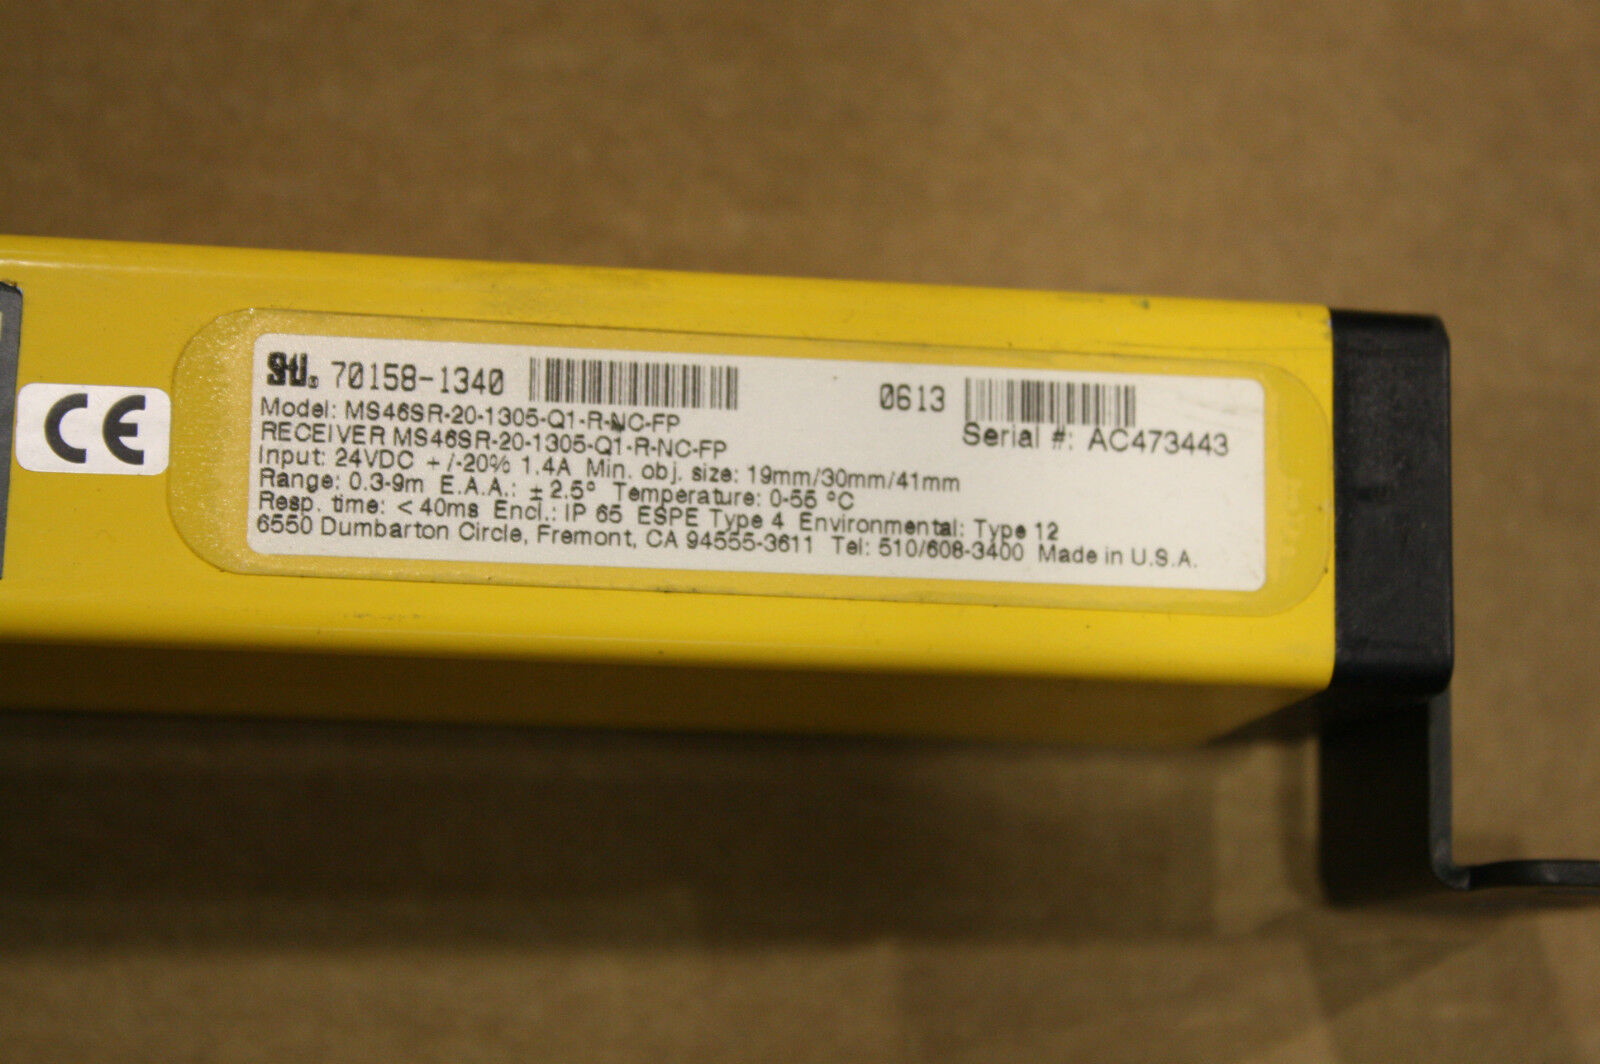 STI® 70158-1340 0613
Model: MS46SR-20-1305-Q1-R-NC-FP Serial #: AC473443
RECEIVER MS46SR-20-1305-Q1-R-NC-FP
Input: 24VDC +/-20% 1.4A Min. obj. size: 19mm/30mm/41mm
Range: 0.3-9m E.A.A.: ± 2.5° Temperature: 0-55 °C
Resp. time: < 40ms Encl.: IP 65 ESPE Type 4 Environmental: Type 12
6550 Dumbarton Circle, Fremont, CA 94555-3611 Tel: 510/608-3400 Made in U.S.A.
CE